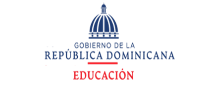 GOBIERNO DE LA
REPÚBLICA DOMINICANA
EDUCACIÓN